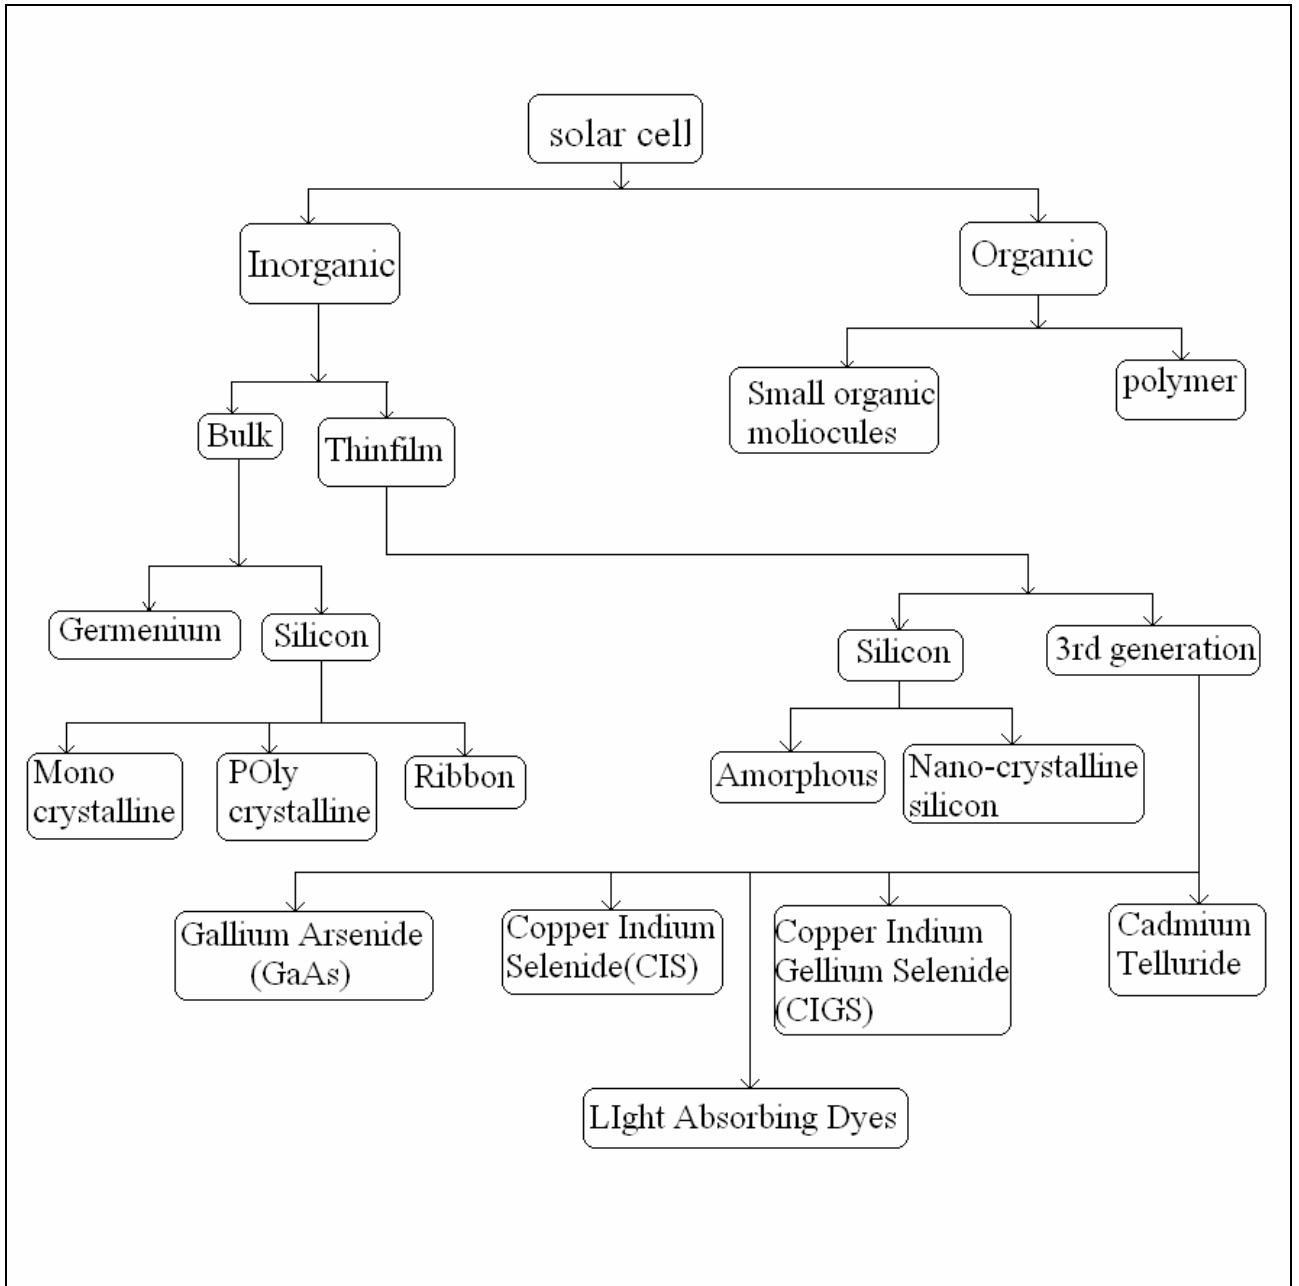 solar cell
Inorganic
Organic
Small organic
moliocules
polymer
Bulk
Thinfilm
Germenium
Silicon
Silicon
3rd generation
Mono
crystalline
POly
crystalline
Ribbon
Amorphous
Nano-crystalline
silicon
Gallium Arsenide
(GaAs)
Copper Indium
Selenide(CIS)
Copper Indium
Gellium Selenide
(CIGS)
Cadmium
Telluride
LIght Absorbing Dyes